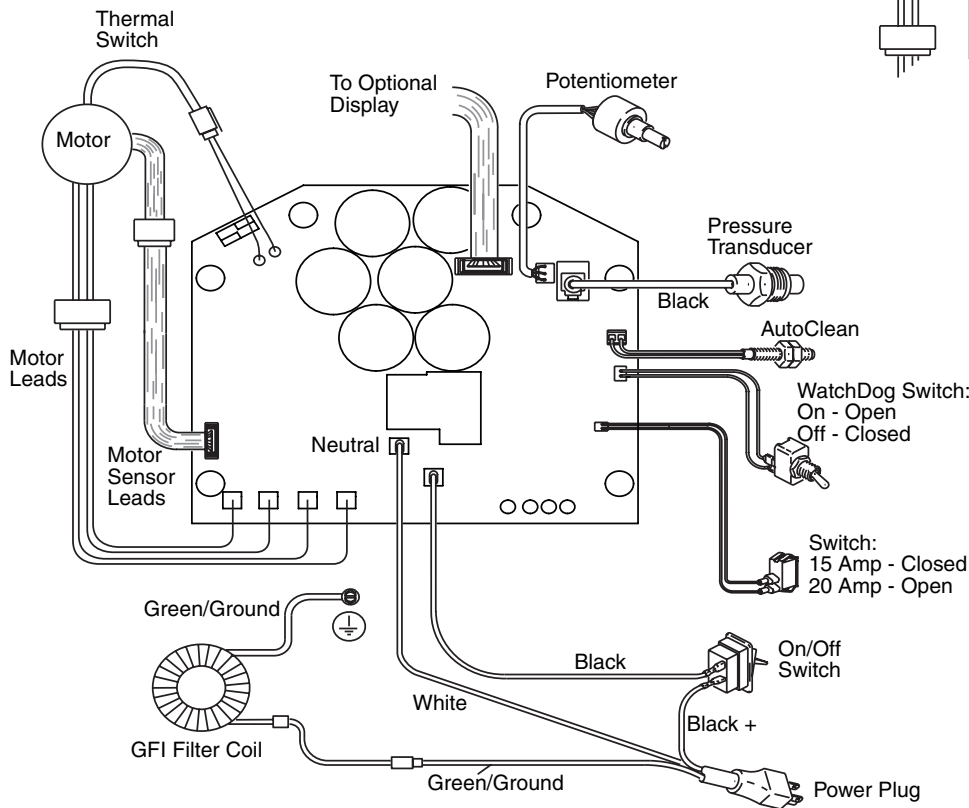 Thermal
Switch
To Optional
Display
Potentiometer
Motor
Pressure
Transducer
Black
AutoClean
Motor
Leads
WatchDog Switch:
On - Open
Off - Closed
Neutral
Motor
Sensor
Leads
Switch:
15 Amp - Closed
20 Amp - Open
Green/Ground
On/Off
Switch
Black
White
Black +
GFI Filter Coil
Green/Ground
Power Plug